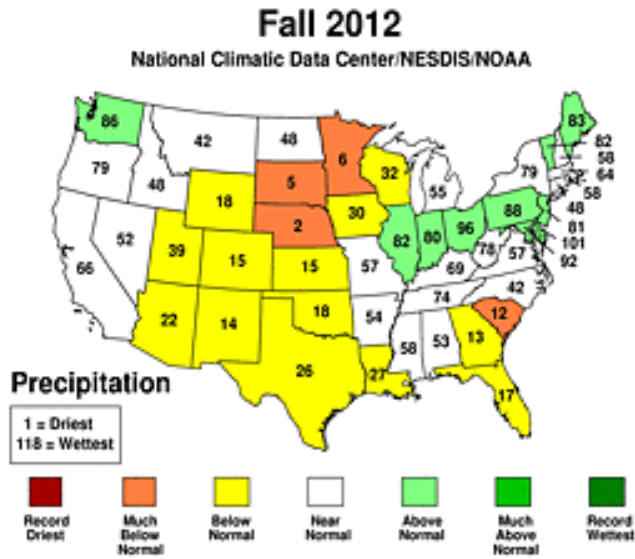 Fall 2012
National Climatic Data Center/NESDIS/NOAA
86
42
48
6
83
82
58
64
58
48
81
101
92
79
48
18
5
32
55
79
2
30
82
80
96
88
52
39
15
15
57
69
78
57
66
22
14
18
54
74
42
12
26
27
58
53
13
17
Precipitation
1 = Driest
118 = Wettest
Record
Driest
Much
Below
Normal
Below
Normal
Near
Normal
Above
Normal
Much
Above
Normal
Record
Wettest